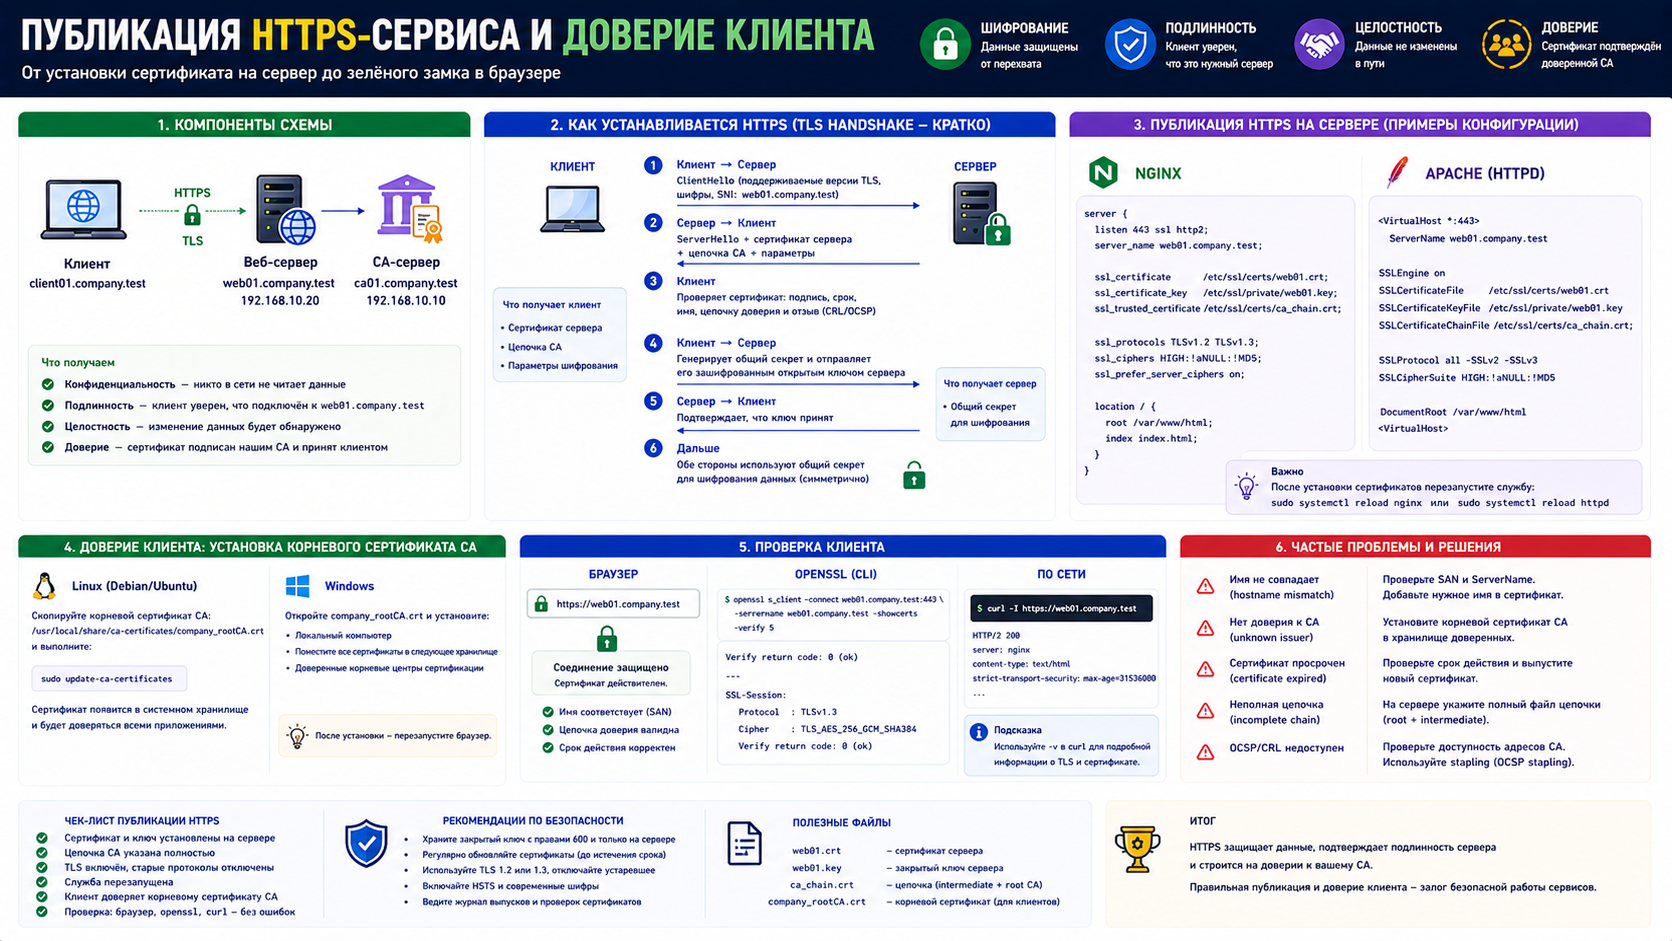 ПУБЛИКАЦИЯ HTTPS-СЕРВИСА И ДОВЕРИЕ КЛИЕНТА
От установки сертификата на сервер до зелёного замка в браузере
ШИФРОВАНИЕ
Данные защищены
от перехвата
ПОДЛИННОСТЬ
Клиент уверен,
что это нужный сервер
ЦЕЛОСТНОСТЬ
Данные не изменены
в пути
ДОВЕРИЕ
Сертификат подтверждён
доверенной CA
1. КОМПОНЕНТЫ СХЕМЫ
HTTPS
TLS
Клиент
client01.company.test
Веб-сервер
web01.company.test
192.168.10.20
CA-сервер
ca01.company.test
192.168.10.10
Что получаем
Конфиденциальность — никто в сети не читает данные
Подлинность — клиент уверен, что подключён к web01.company.test
Целостность — изменение данных будет обнаружено
Доверие — сертификат подписан нашим CA и принят клиентом
2. КАК УСТАНАВЛИВАЕТСЯ HTTPS (TLS HANDSHAKE – КРАТКО)
КЛИЕНТ
СЕРВЕР
1 Клиент → Сервер
ClientHello (поддерживаемые версии TLS,
шифры, SNI: web01.company.test)
2 Сервер → Клиент
ServerHello + сертификат сервера
+ цепочка CA + параметры
3 Клиент
Проверяет сертификат: подпись, срок,
имя, цепочку доверия и отзыв (CRL/OCSP)
4 Клиент → Сервер
Генерирует общий секрет и отправляет
его зашифрованным открытым ключом сервера
5 Сервер → Клиент
Подтверждает, что ключ принят
6 Дальше
Обе стороны используют общий секрет
для шифрования данных (симметрично)
Что получает клиент
• Сертификат сервера
• Цепочка CA
• Параметры шифрования
Что получает сервер
• Общий секрет
для шифрования
3. ПУБЛИКАЦИЯ HTTPS НА СЕРВЕРЕ (ПРИМЕРЫ КОНФИГУРАЦИИ)
NGINX
server {
listen 443 ssl http2;
server_name web01.company.test;
ssl_certificate /etc/ssl/certs/web01.crt;
ssl_certificate_key /etc/ssl/private/web01.key;
ssl_trusted_certificate /etc/ssl/certs/ca_chain.crt;
ssl_protocols TLSv1.2 TLSv1.3;
ssl_ciphers HIGH:!aNULL:!MD5;
ssl_prefer_server_ciphers on;
location / {
root /var/www/html;
index index.html;
}
}
APACHE (HTTPD)
<VirtualHost *:443>
ServerName web01.company.test
SSLEngine on
SSLCertificateFile /etc/ssl/certs/web01.crt
SSLCertificateKeyFile /etc/ssl/private/web01.key
SSLCertificateChainFile /etc/ssl/certs/ca_chain.crt;
SSLProtocol all -SSLv2 -SSLv3
SSLCipherSuite HIGH:!aNULL:!MD5
DocumentRoot /var/www/html
<VirtualHost>
Важно
После установки сертификатов перезапустите службу:
sudo systemctl reload nginx или sudo systemctl reload httpd
4. ДОВЕРИЕ КЛИЕНТА: УСТАНОВКА КОРНЕВОГО СЕРТИФИКАТА CA
Linux (Debian/Ubuntu)
Скопируйте корневой сертификат CA:
/usr/local/share/ca-certificates/company_rootCA.crt
и выполните:
sudo update-ca-certificates
Сертификат появится в системном хранилище
и будет доверяться всеми приложениями.
Windows
Откройте company_rootCA.crt и установите:
• Локальный компьютер
• Поместите все сертификаты в следующее хранилище
• Доверенные корневые центры сертификации
После установки – перезапустите браузер.
5. ПРОВЕРКА КЛИЕНТА
БРАУЗЕР
https://web01.company.test
Соединение защищено
Сертификат действителен.
Имя соответствует (SAN)
Цепочка доверия валидна
Срок действия корректен
OPENSSL (CLI)
$ openssl s_client -connect web01.company.test:443 \
-serrername web01.company.test -showcerts
-verify 5
Verify return code: 0 (ok)
---
SSL-Session:
Protocol : TLSv1.3
Cipher : TLS_AES_256_GCM_SHA384
Verify return code: 0 (ok)
ПО СЕТИ
$ curl -I https://web01.company.test
HTTP/2 200
server: nginx
content-type: text/html
strict-transport-security: max-age=31536000
...
Подсказка
Используйте -v в curl для подробной
информации о TLS и сертификате.
6. ЧАСТЫЕ ПРОБЛЕМЫ И РЕШЕНИЯ
Имя не совпадает
(hostname mismatch)
Проверьте SAN и ServerName.
Добавьте нужное имя в сертификат.
Нет доверия к CA
(unknown issuer)
Установите корневой сертификат CA
в хранилище доверенных.
Сертификат просрочен
(certificate expired)
Проверьте срок действия и выпустите
новый сертификат.
Неполная цепочка
(incomplete chain)
На сервере укажите полный файл цепочки
(root + intermediate).
OCSP/CRL недоступен
Проверьте доступность адресов CA.
Используйте stapling (OCSP stapling).
ЧЕК-ЛИСТ ПУБЛИКАЦИИ HTTPS
Сертификат и ключ установлены на сервере
Цепочка CA указана полностью
TLS включён, старые протоколы отключены
Служба перезапущена
Клиент доверяет корневому сертификату CA
Проверка: браузер, openssl, curl – без ошибок
РЕКОМЕНДАЦИИ ПО БЕЗОПАСНОСТИ
• Храните закрытый ключ с правами 600 и только на сервере
• Регулярно обновляйте сертификаты (до истечения срока)
• Используйте TLS 1.2 или 1.3, отключайте устаревшее
• Включайте HSTS и современные шифры
• Ведите журнал выпусков и проверок сертификатов
ПОЛЕЗНЫЕ ФАЙЛЫ
web01.crt – сертификат сервера
web01.key – закрытый ключ сервера
ca_chain.crt – цепочка (intermediate + root CA)
company_rootCA.crt – корневой сертификат (для клиентов)
ИТОГ
HTTPS защищает данные, подтверждает подлинность сервера
и строится на доверии к вашему CA.
Правильная публикация и доверие клиента – залог безопасной работы сервисов.